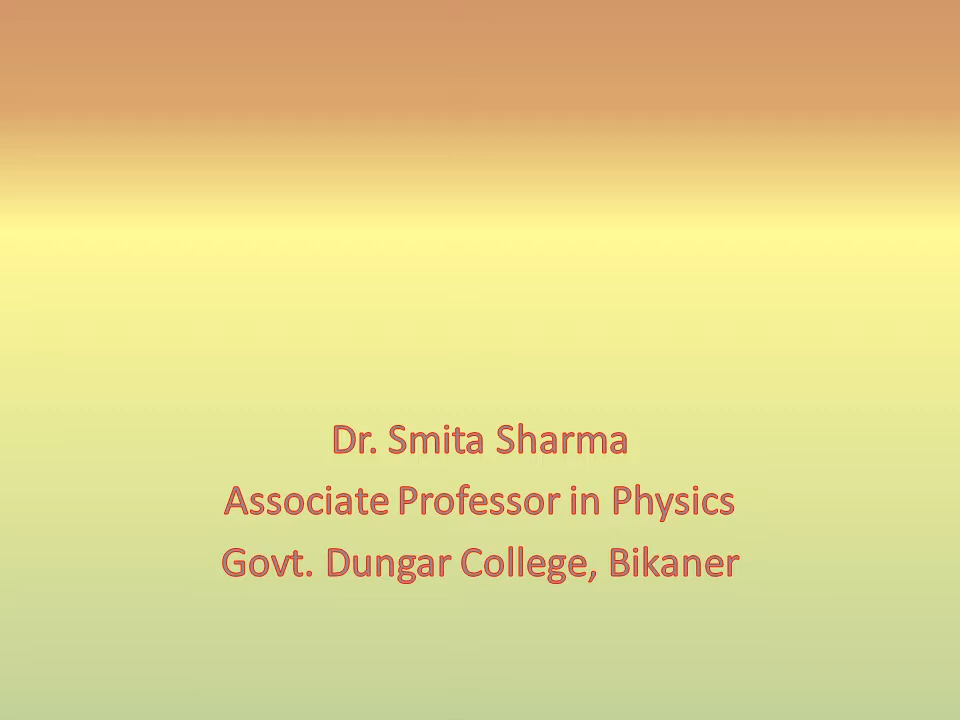 Dr. Smita Sharma
Associate Professor in Physics
Govt. Dungar College, Bikaner